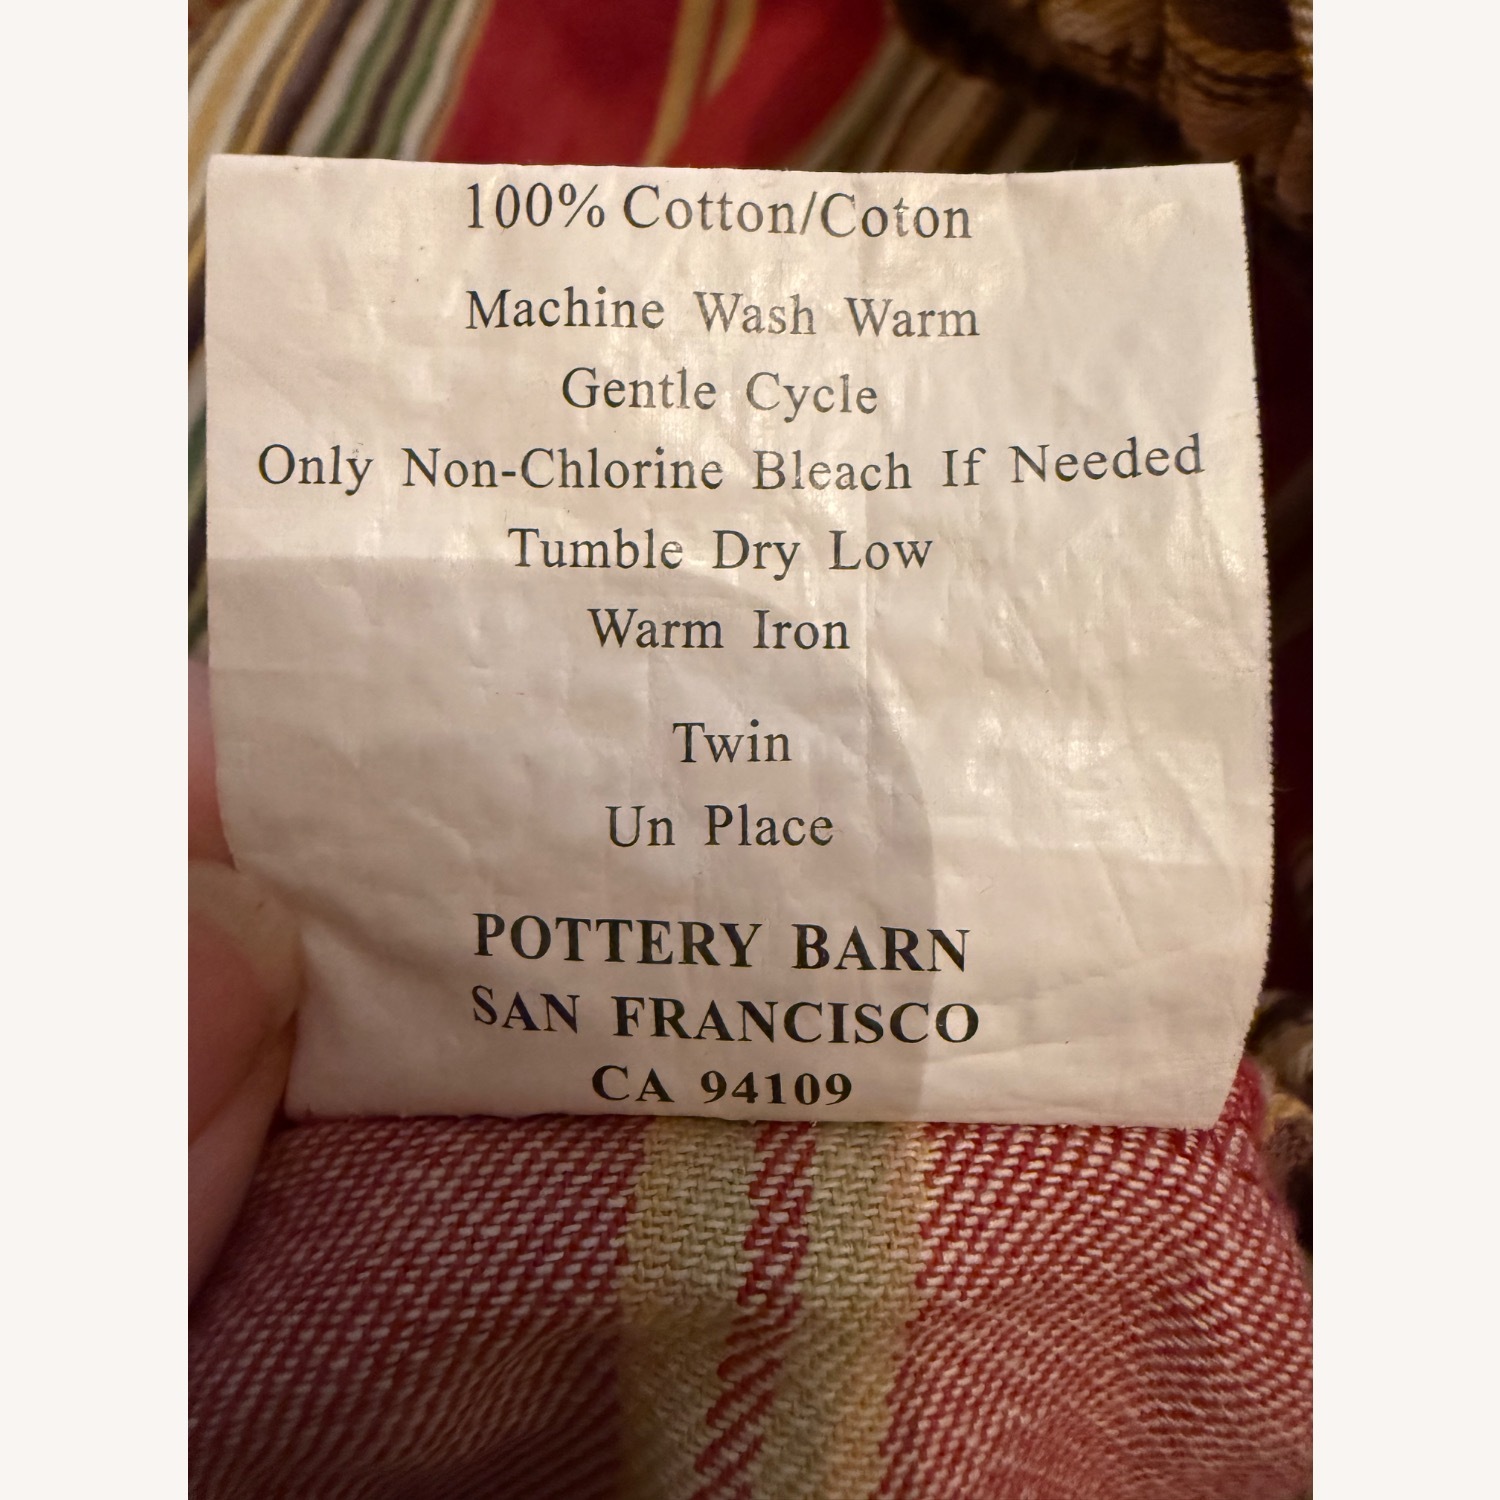 100% Cotton/Coton
Machine Wash Warm
Gentle Cycle
Only Non-Chlorine Bleach If Needed
Tumble Dry Low
Warm Iron
Twin
Un Place
POTTERY BARN
SAN FRANCISCO
CA 94109